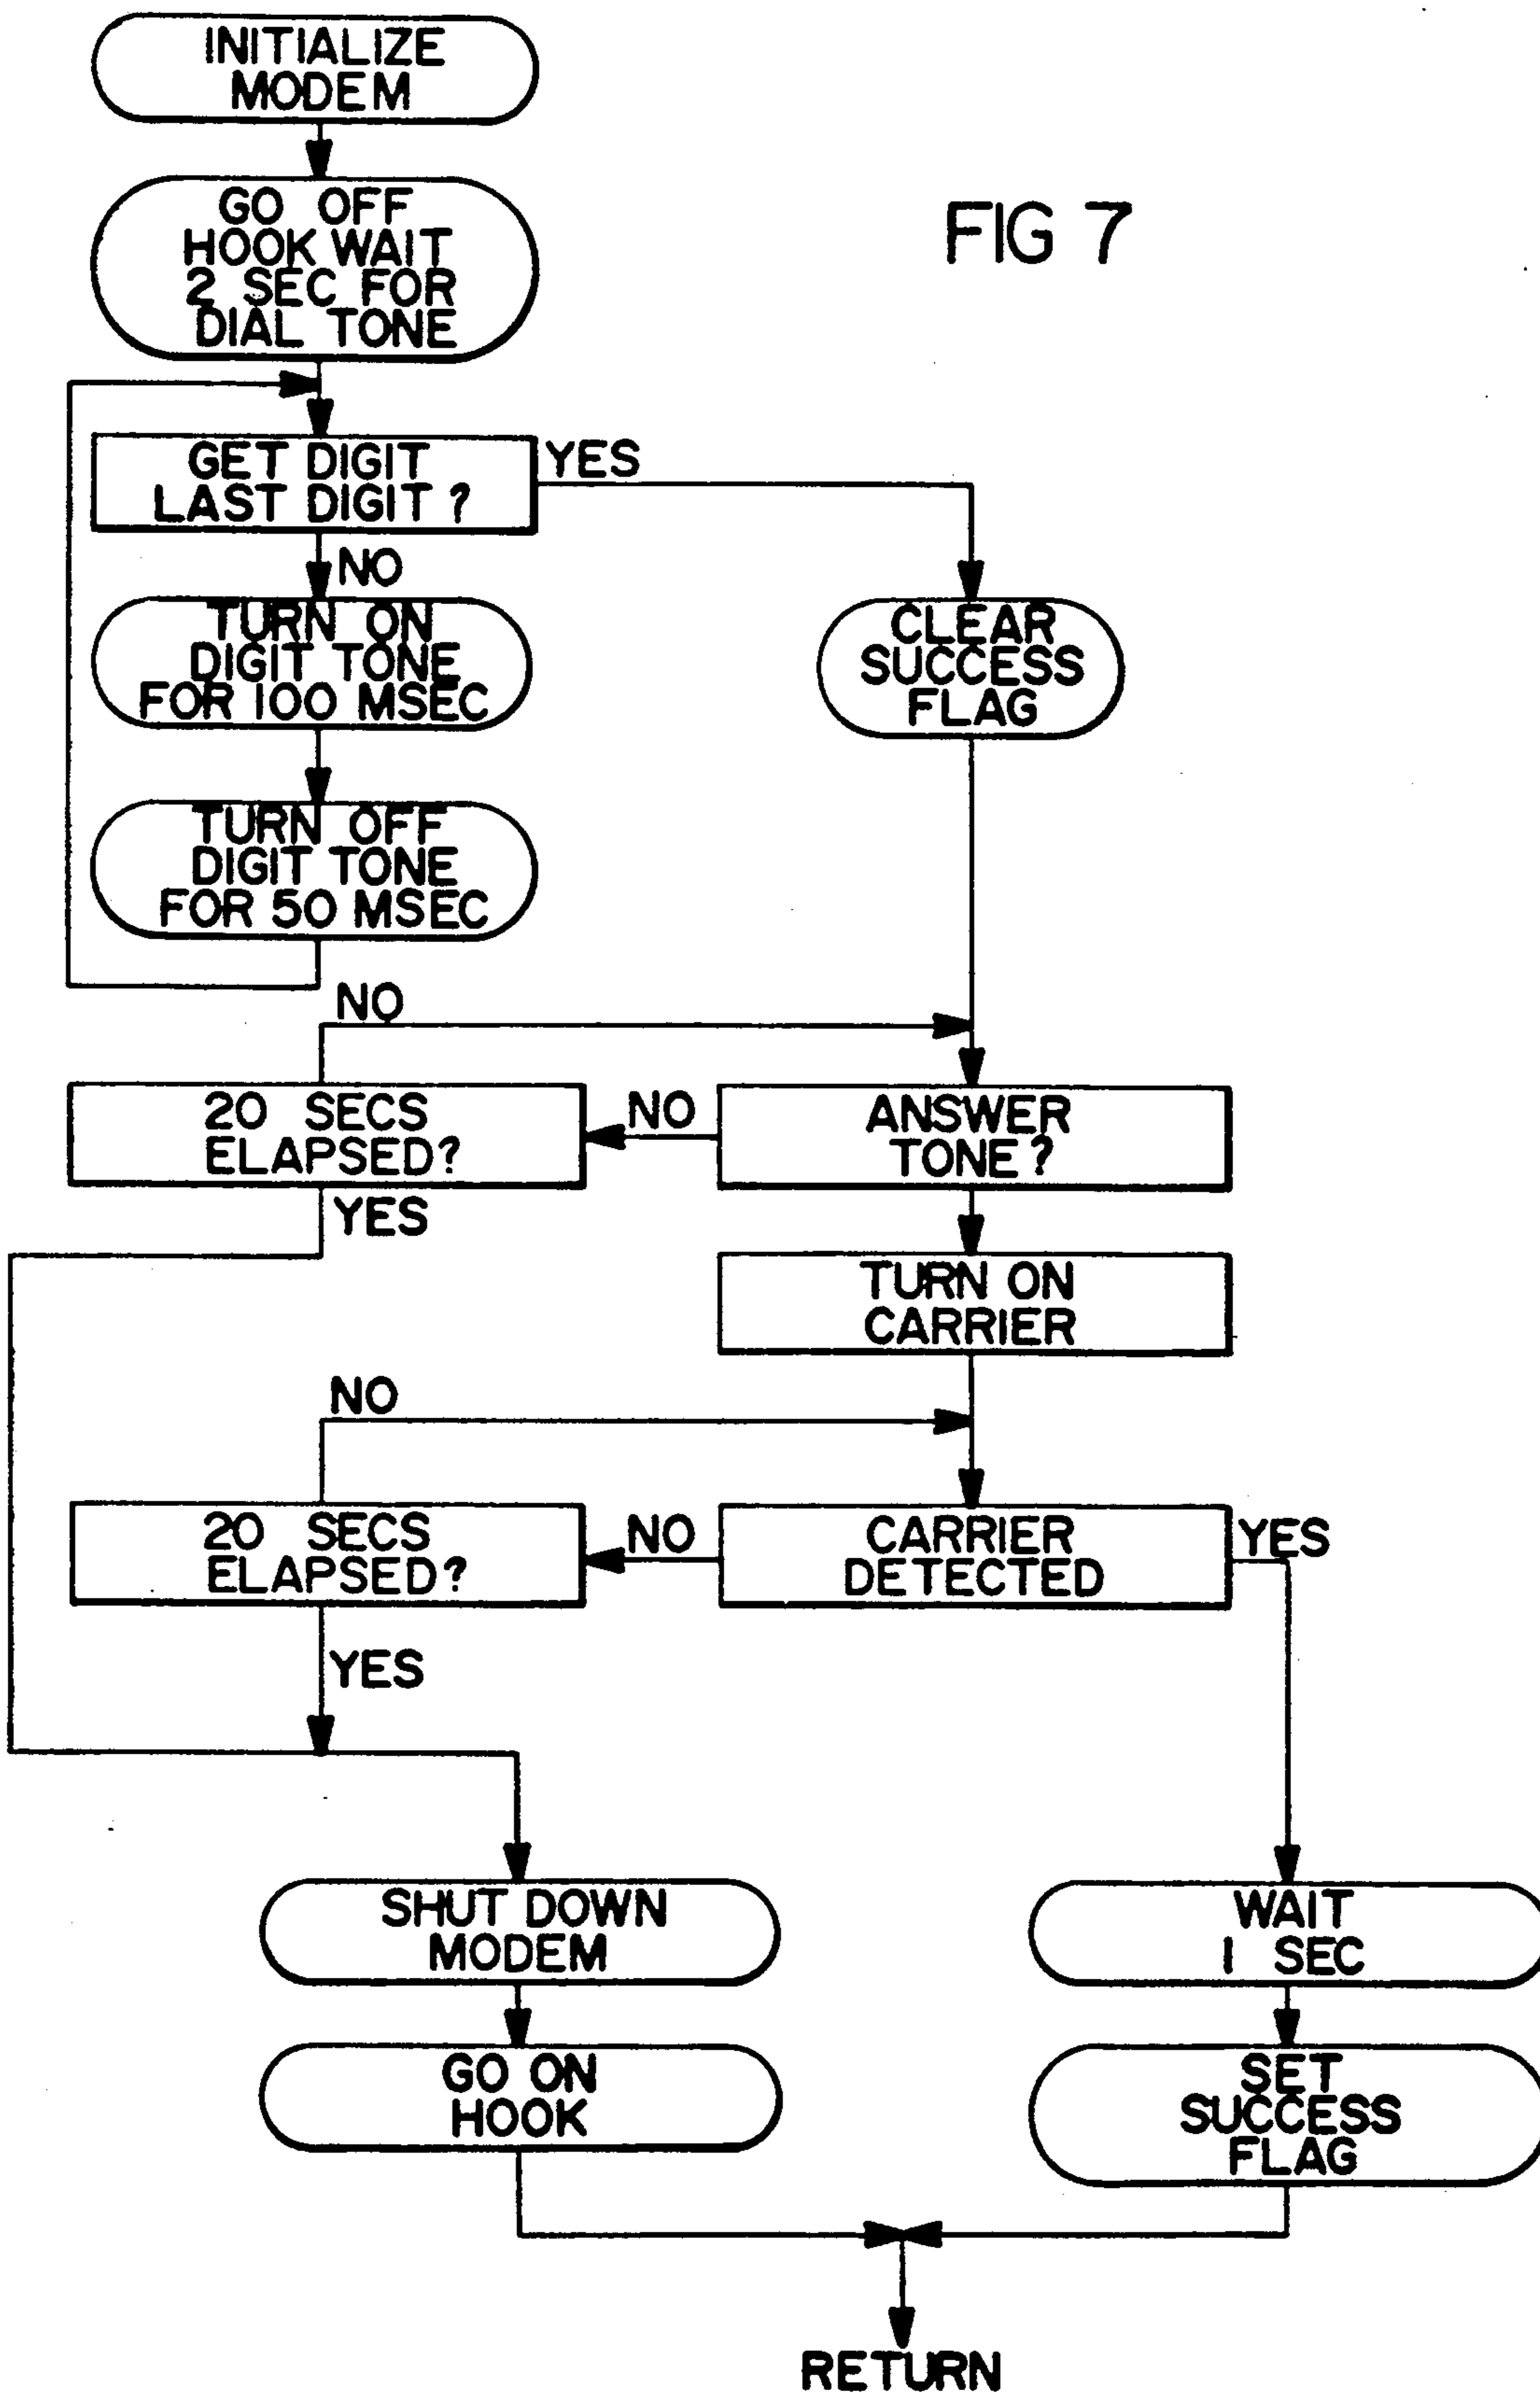 INITIALIZE
MODEM
GO OFF
HOOK WAIT
2 SEC FOR
DIAL TONE
FIG 7
GET DIGIT
LAST DIGIT ?
YES
NO
TURN ON
DIGIT TONE
FOR 100 MSEC
CLEAR
SUCCESS
FLAG
TURN OFF
DIGIT TONE
FOR 50 MSEC
NO
20 SECS
ELAPSED?
NO
ANSWER
TONE?
YES
TURN ON
CARRIER
NO
20 SECS
ELAPSED?
NO
CARRIER
DETECTED
YES
YES
SHUT DOWN
MODEM
WAIT
1 SEC
GO ON
HOOK
SET
SUCCESS
FLAG
RETURN